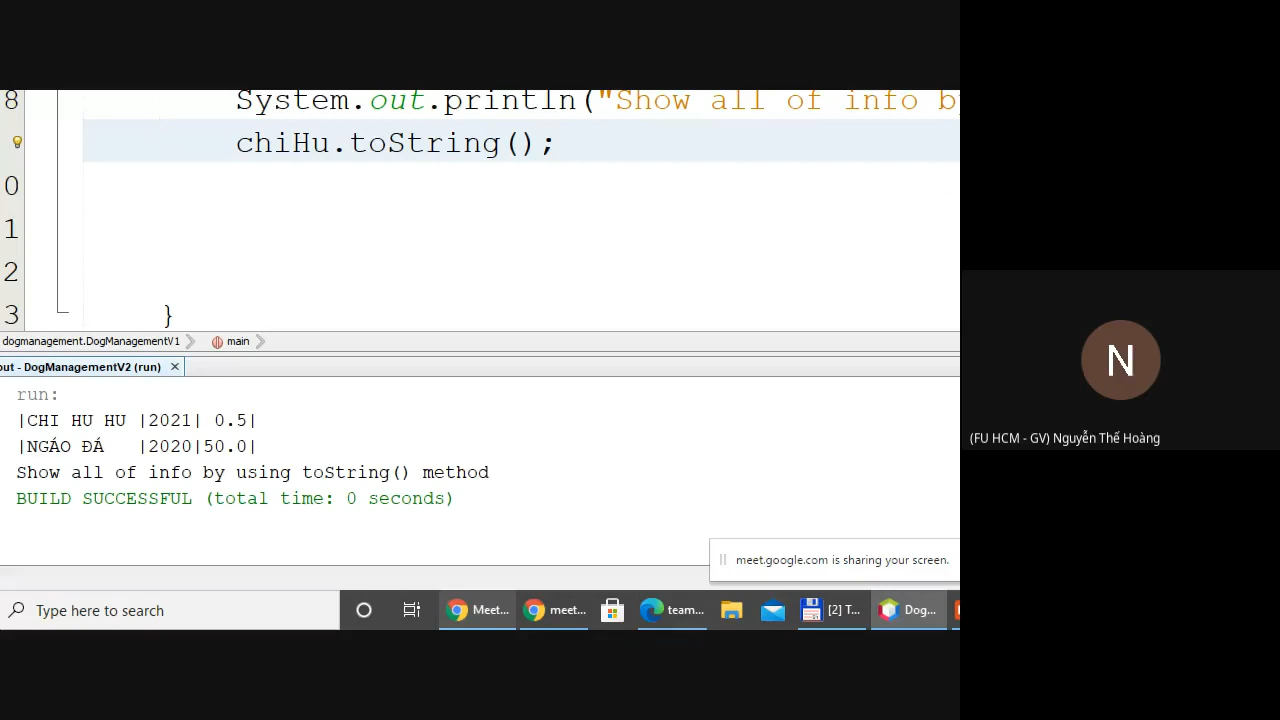 8 System.out.println("Show all of info by
chiHu.toString();
0
1
2
3 }
dogmanagement.DogManagementV1 main
out - DogManagementV2 (run) ×
run:
|CHI HU HU |2021| 0.5|
|NGÁO ĐÁ |2020|50.0|
Show all of info by using toString() method
BUILD SUCCESSFUL (total time: 0 seconds)
meet.google.com is sharing your screen.
Type here to search
Meet...
meet...
team...
[2] T...
Dog...
N
(FU HCM - GV) Nguyễn Thế Hoàng